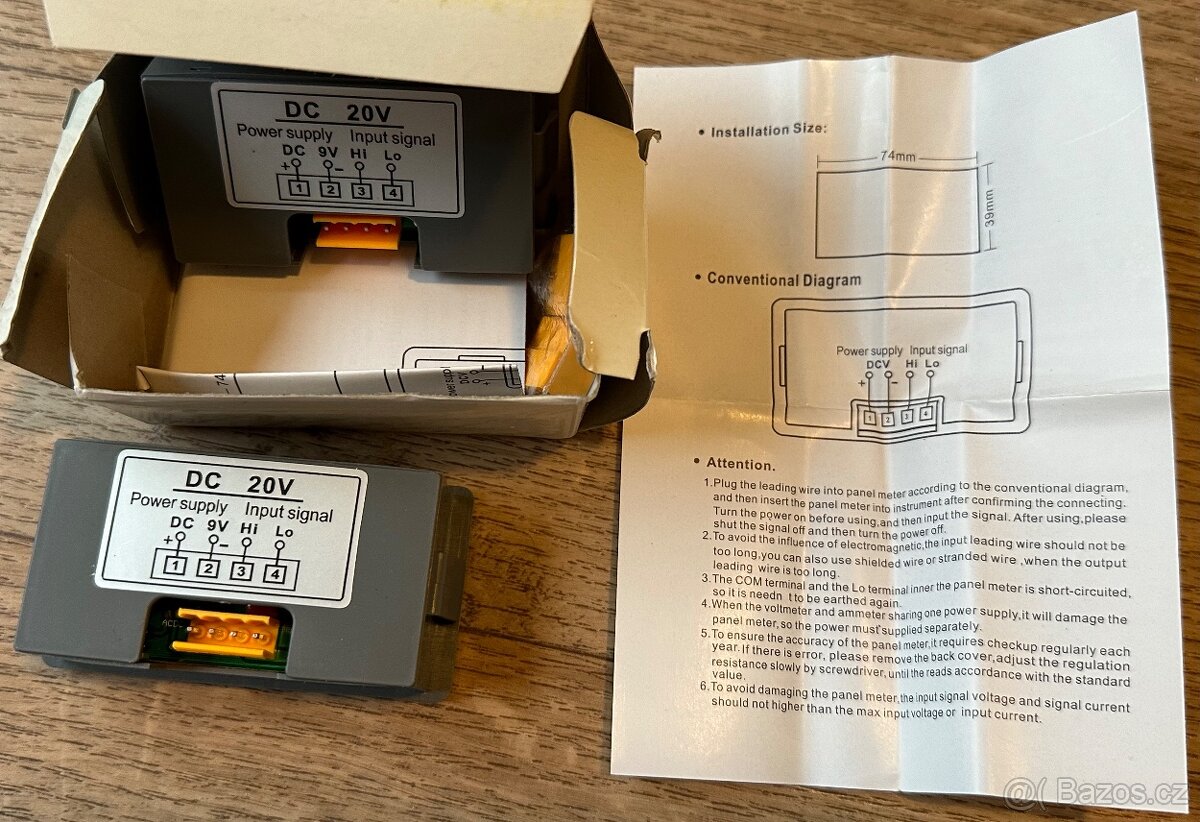 DC 20V
Power supply Input signal
DC 9V Hi Lo
+ −
1 2 3 4
74
DC 20V
Power supply Input signal
DC 9V Hi Lo
+ −
1 2 3 4
• Installation Size:
74mm
39mm
• Conventional Diagram
Power supply Input signal
DCV Hi Lo
+ −
1 2 3 4
• Attention.
1.Plug the leading wire into panel meter according to the conventional diagram,
and then insert the panel meter into instrument after confirming the connecting.
Turn the power on before using,and then input the signal. After using,please
shut the signal off and then turn the power off.
2.To avoid the influence of electromagnetic,the input leading wire should not be
too long,you can also use shielded wire or stranded wire ,when the output
leading wire is too long.
3.The COM terminal and the Lo terminal inner the panel meter is short-circuited,
so it is needn t to be earthed again.
4.When the voltmeter and ammeter sharing one power supply,it will damage the
panel meter,so the power must supplied separately.
5.To ensure the accuracy of the panel meter,it requires checkup regularly each
year. If there is error, please remove the back cover,adjust the regulation
resistance slowly by screwdriver, until the reads accordance with the standard
value.
6.To avoid damaging the panel meter,the input signal voltage and signal current
should not higher than the max input voltage or input current.
@( Bazos.cz